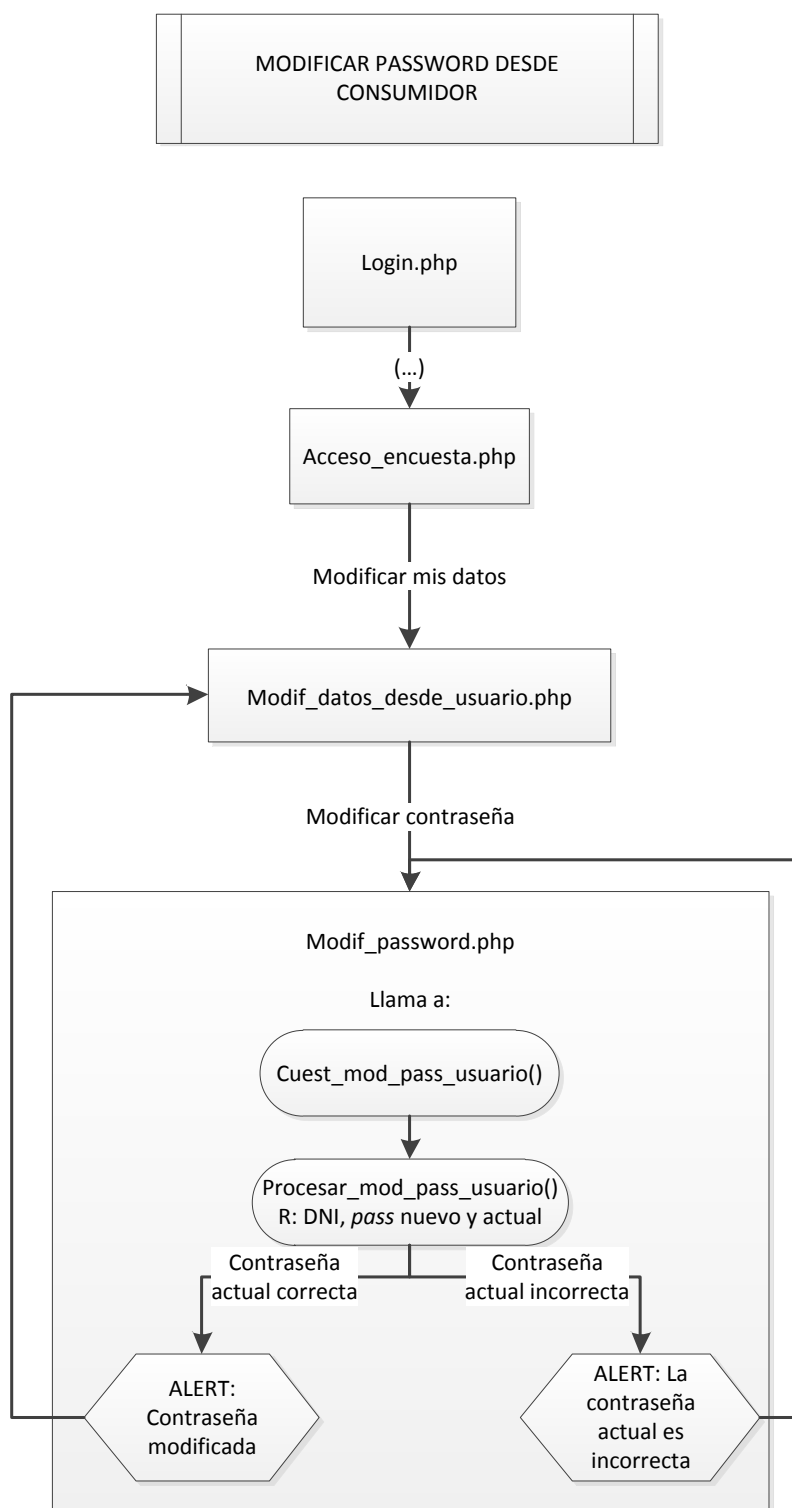 MODIFICAR PASSWORD DESDE
CONSUMIDOR
Login.php
(...)
Acceso_encuesta.php
Modificar mis datos
Modif_datos_desde_usuario.php
Modificar contraseña
Modif_password.php
Llama a:
Cuest_mod_pass_usuario()
Procesar_mod_pass_usuario()
R: DNI, pass nuevo y actual
Contraseña
actual correcta
Contraseña
actual incorrecta
ALERT:
Contraseña
modificada
ALERT: La
contraseña
actual es
incorrecta